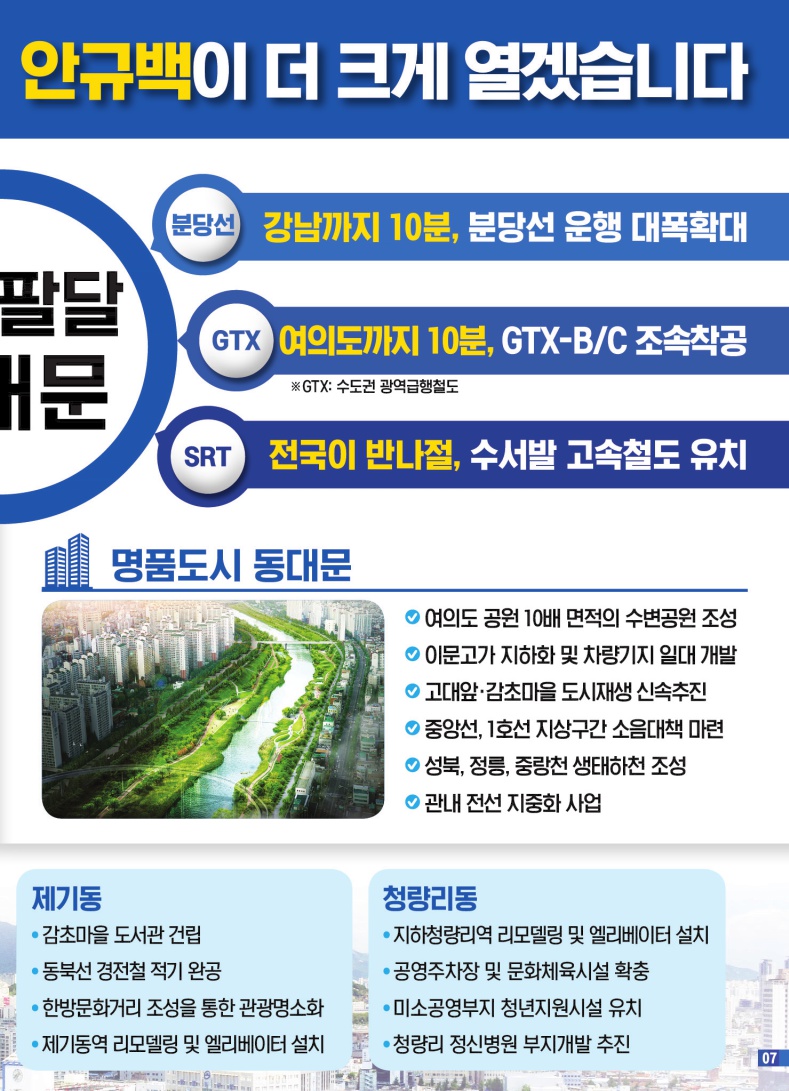 안규백이 더 크게 열겠습니다
분당선
강남까지 10분, 분당선 운행 대폭확대
팔달
GTX
여의도까지 10분, GTX-B/C 조속착공
※GTX: 수도권 광역급행철도
문
SRT
전국이 반나절, 수서발 고속철도 유치
명품도시 동대문
여의도 공원 10배 면적의 수변공원 조성
이문고가 지하화 및 차량기지 일대 개발
고대앞·감초마을 도시재생 신속추진
중앙선, 1호선 지상구간 소음대책 마련
성북, 정릉, 중랑천 생태하천 조성
관내 전선 지중화 사업
제기동
• 감초마을 도서관 건립
• 동북선 경전철 적기 완공
• 한방문화거리 조성을 통한 관광명소화
• 제기동역 리모델링 및 엘리베이터 설치
청량리동
• 지하청량리역 리모델링 및 엘리베이터 설치
• 공영주차장 및 문화체육시설 확충
• 미소공영부지 청년지원시설 유치
• 청량리 정신병원 부지개발 추진
07